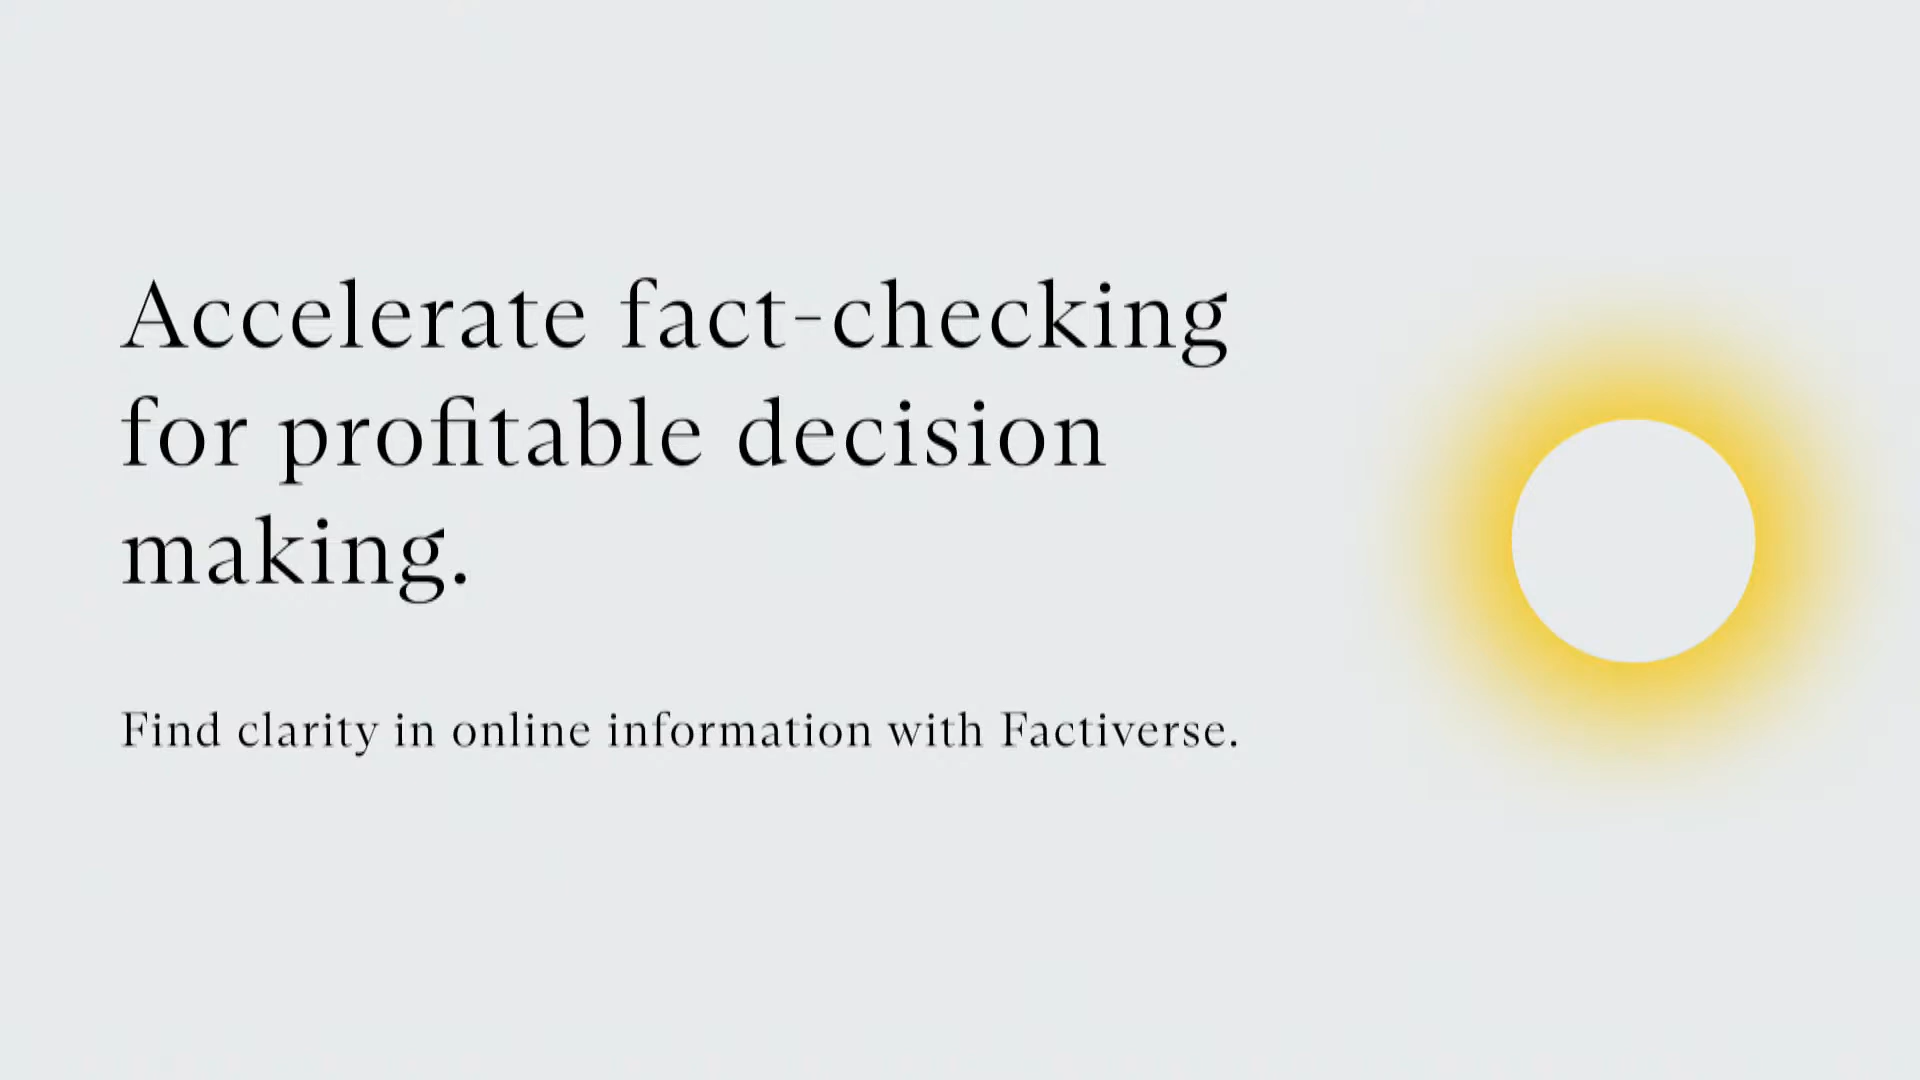 Accelerate fact-checking
for profitable decision
making.
Find clarity in online information with Factiverse.